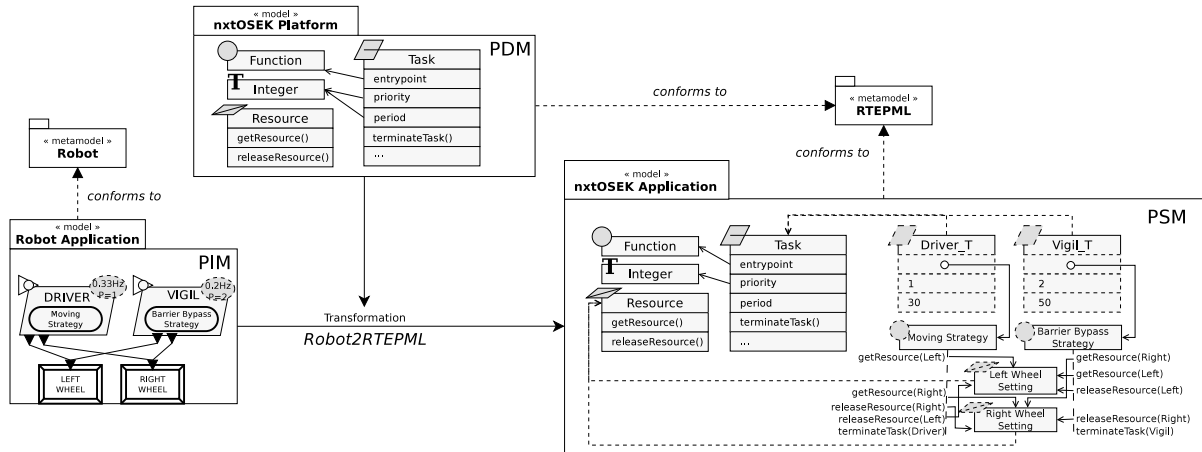 « model »
nxtOSEK Platform
PDM
Function
T
Integer
Resource
getResource()
releaseResource()
Task
entrypoint
priority
period
terminateTask()
...
conforms to
« metamodel »
RTEPML
conforms to
« metamodel »
Robot
conforms to
« model »
Robot Application
PIM
0.33Hz
P=1
DRIVER
Moving
Strategy
0.2Hz
P=2
VIGIL
Barrier Bypass
Strategy
LEFT
WHEEL
RIGHT
WHEEL
Transformation
Robot2RTEPML
« model »
nxtOSEK Application
PSM
Function
T
Integer
Resource
getResource()
releaseResource()
Task
entrypoint
priority
period
terminateTask()
...
Driver_T
1
30
Vigil_T
2
50
Moving Strategy
Barrier Bypass
Strategy
getResource(Left)
getResource(Right)
Left Wheel
Setting
getResource(Left)
getResource(Right)
releaseResource(Left)
releaseResource(Right)
Right Wheel
Setting
releaseResource(Left)
releaseResource(Right)
terminateTask(Driver)
terminateTask(Vigil)